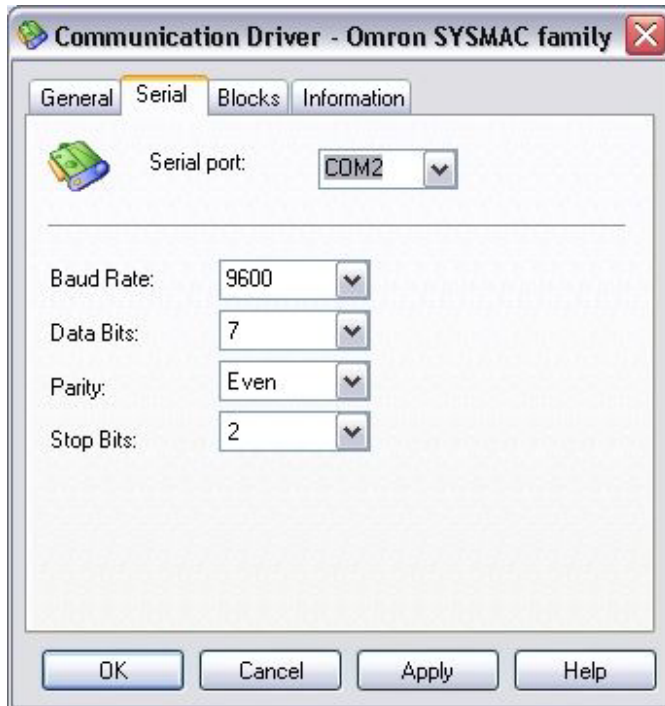 Communication Driver - Omron SYSMAC family
General Serial Blocks Information
Serial port: COM2
Baud Rate: 9600
Data Bits: 7
Parity: Even
Stop Bits: 2
OK Cancel Apply Help